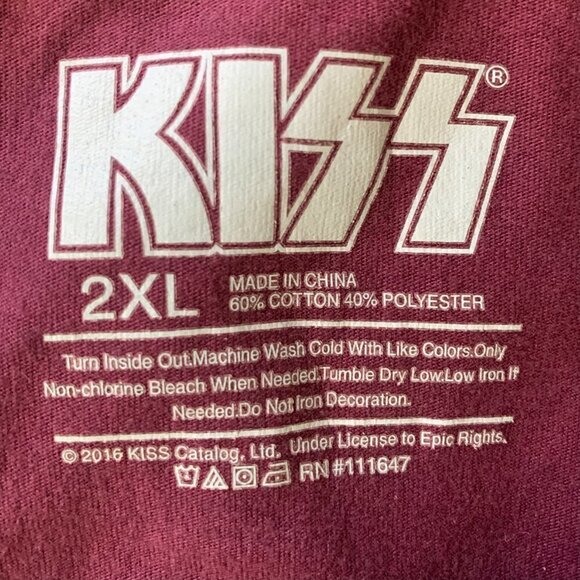 KISS®
2XL
MADE IN CHINA
60% COTTON 40% POLYESTER
Turn Inside Out.Machine Wash Cold With Like Colors.Only
Non-chlorine Bleach When Needed.Tumble Dry Low.Low Iron If
Needed.Do Not Iron Decoration.
© 2016 KISS Catalog, Ltd. Under License to Epic Rights.
RN #111647